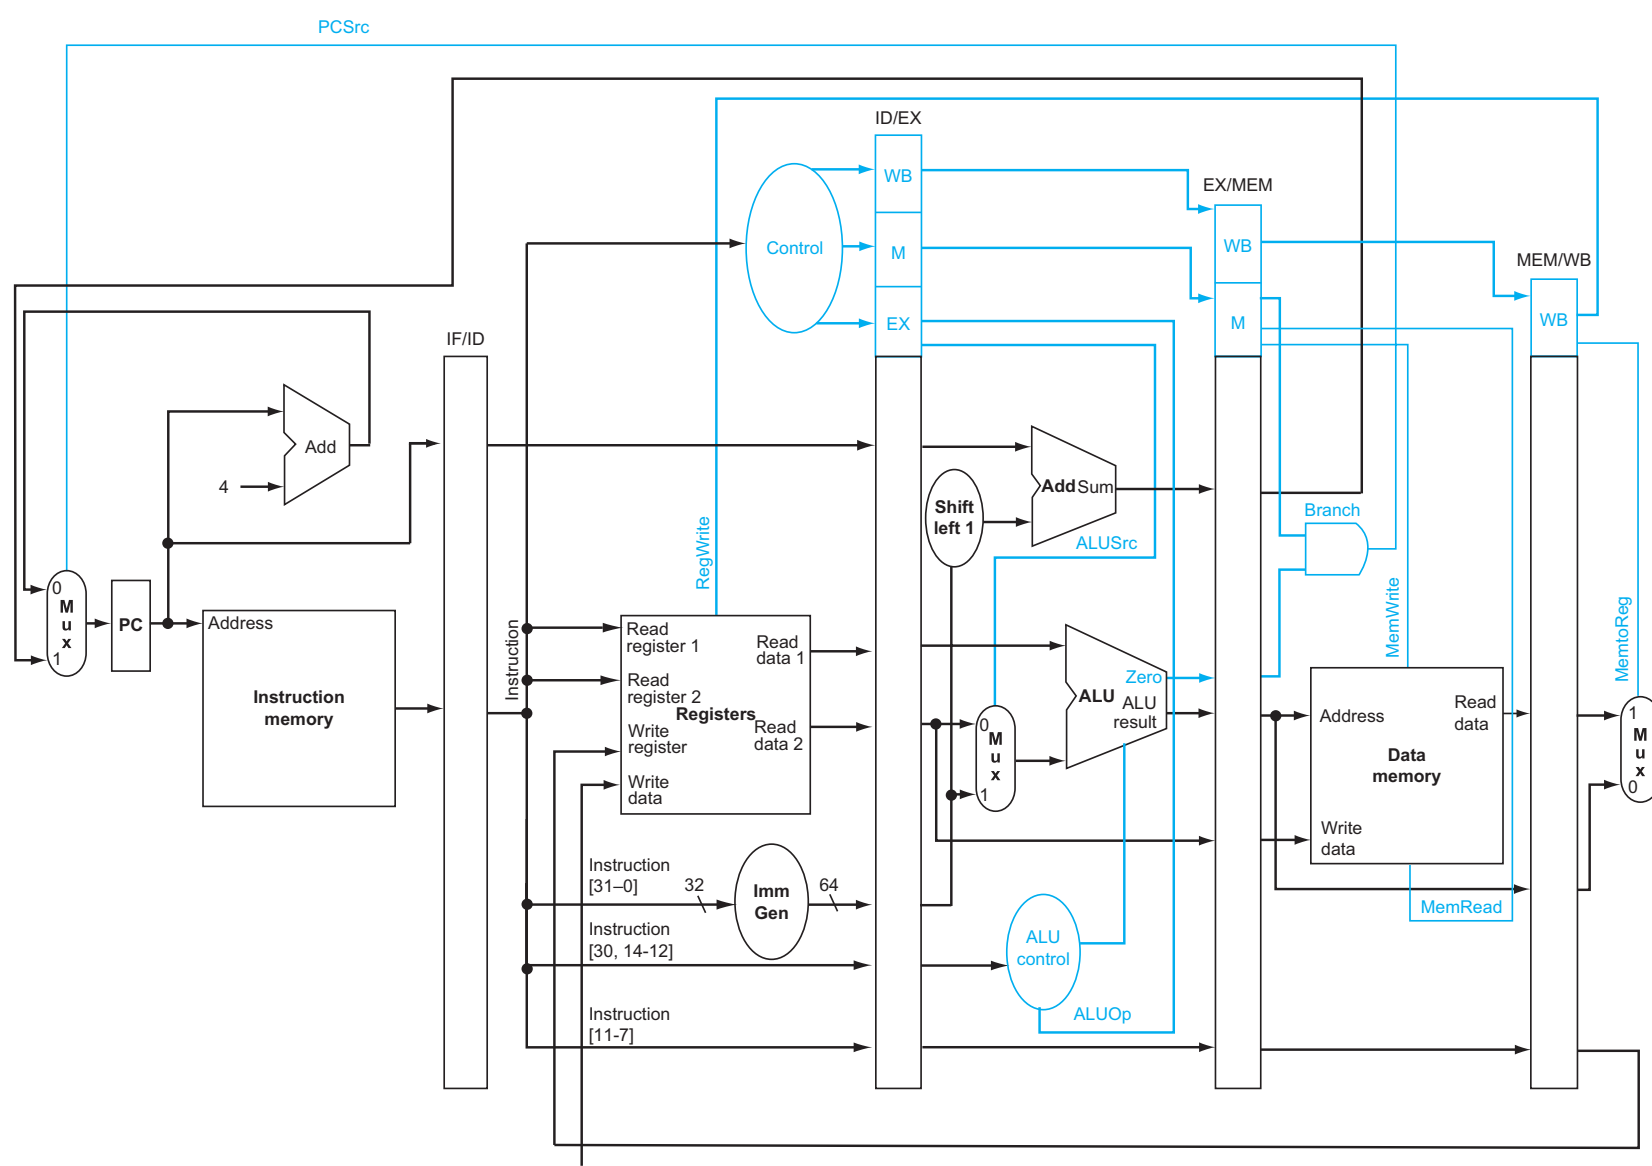 PCSrc
ID/EX
WB
EX/MEM
Control
M
WB
MEM/WB
EX
M
WB
IF/ID
Add
4
Add Sum
Shift
left 1
Branch
ALUSrc
RegWrite
MemWrite
MemtoReg
0
M
u
x
1
PC
Address
Instruction
memory
Instruction
Read
register 1
Read
data 1
Read
register 2
Registers
Write
register
Read
data 2
Write
data
0
M
u
x
1
Zero
ALU
ALU
result
Address
Read
data
Data
memory
Write
data
1
M
u
x
0
Instruction
[31–0]
32
Imm
Gen
64
MemRead
Instruction
[30, 14-12]
ALU
control
ALUOp
Instruction
[11-7]